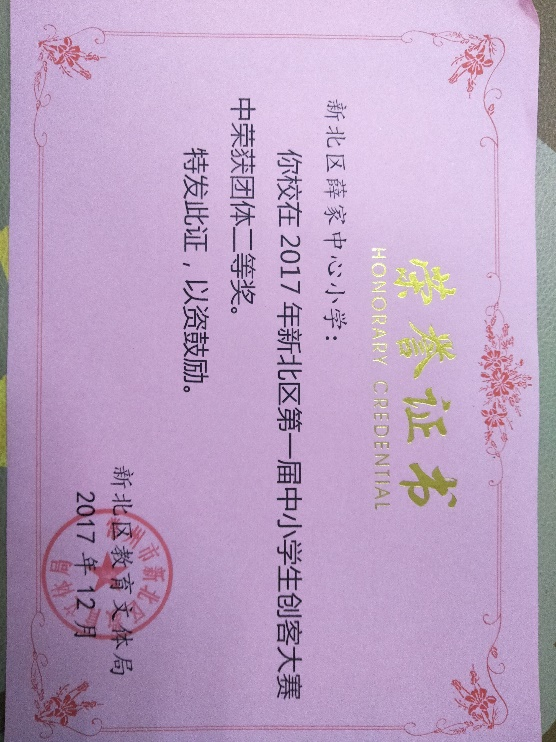 荣誉证书
HONORARY CREDENTIAL
新北区薛家中心小学：
你校在 2017 年新北区第一届中小学生创客大赛
中荣获团体二等奖。
特发此证，以资鼓励。
新北区教育文体局
2017 年 12 月